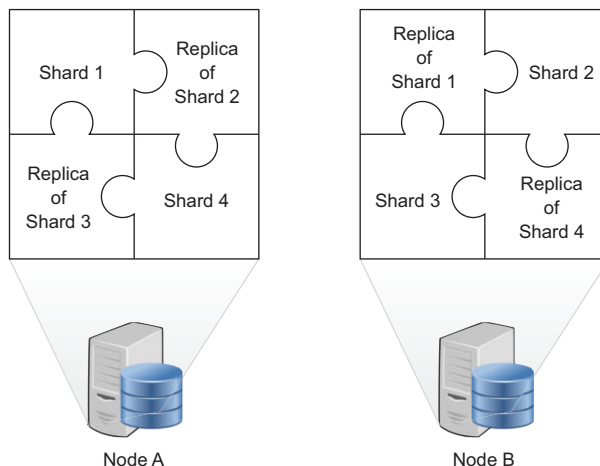 Shard 1
Replica
of
Shard 2
Replica
of
Shard 3
Shard 4
Node A
Replica
of
Shard 1
Shard 2
Shard 3
Replica
of
Shard 4
Node B